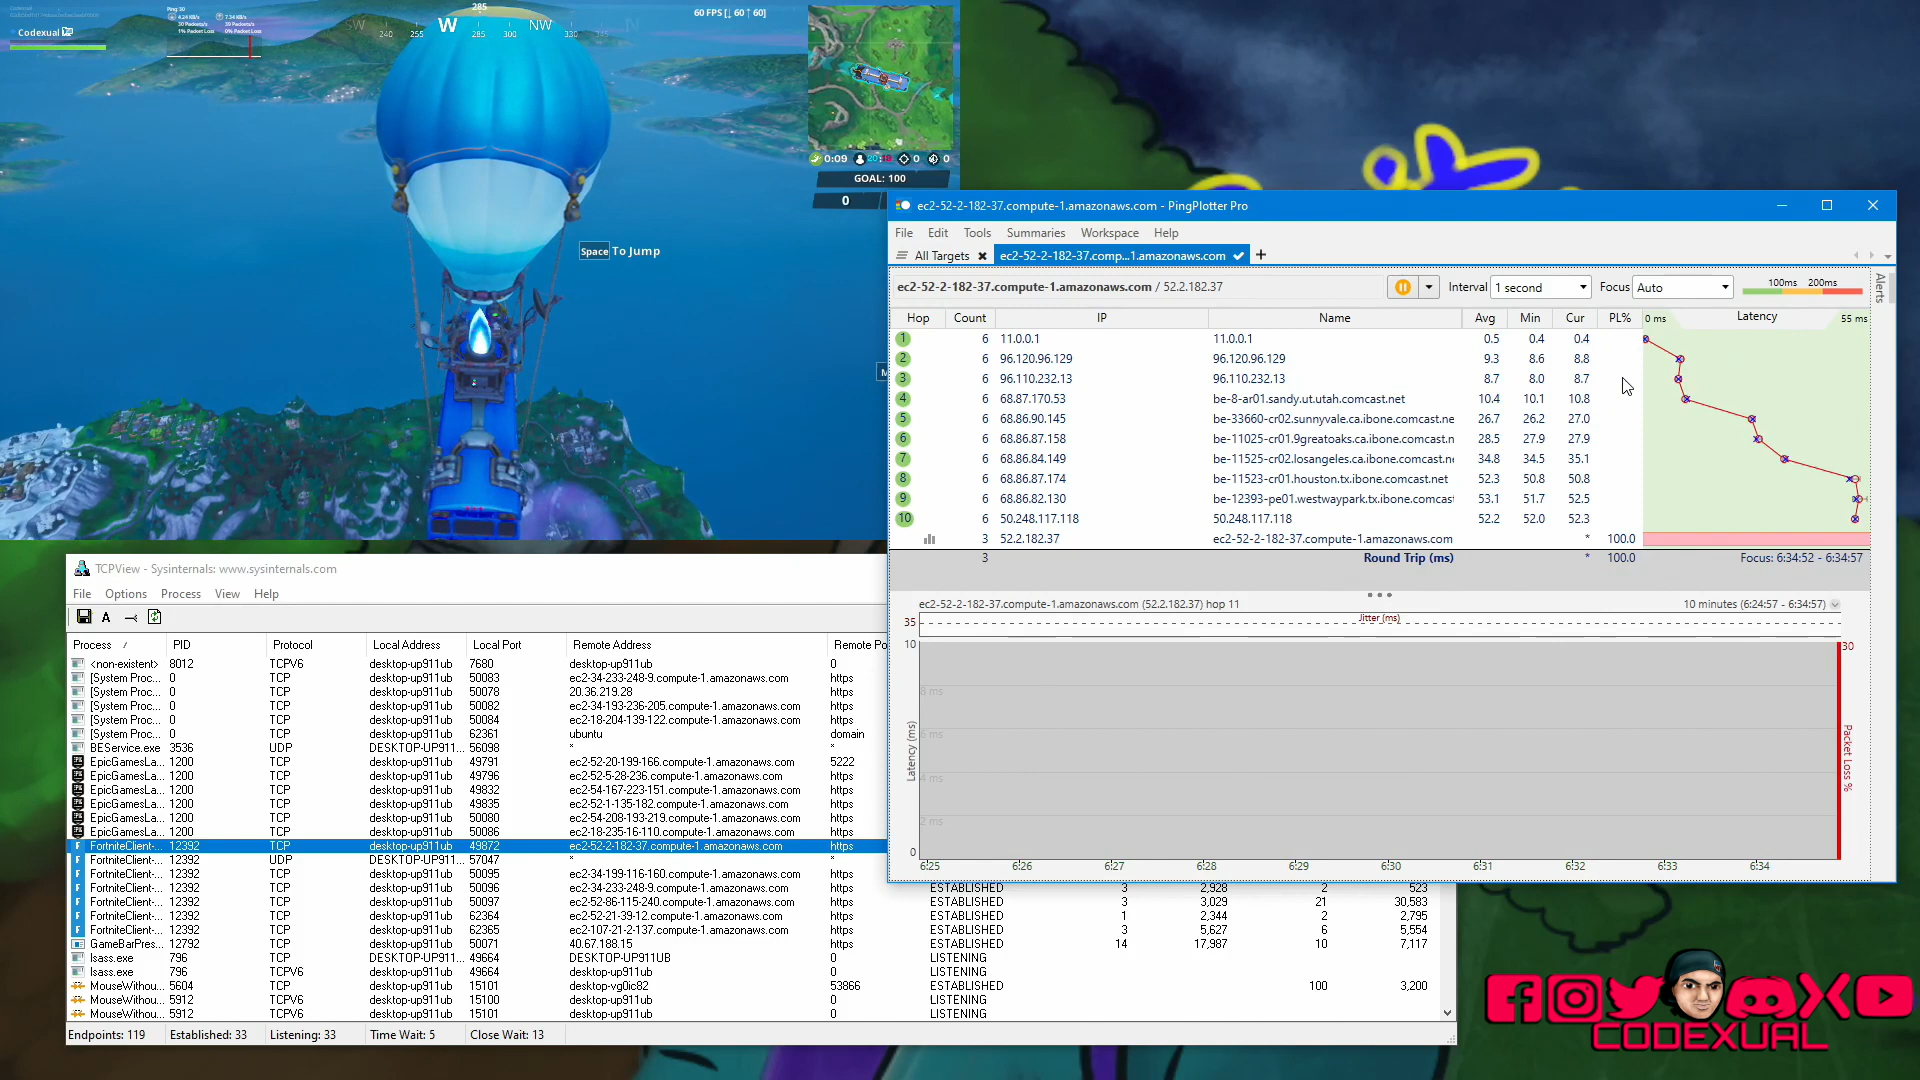 Codexual
Ping 30
4.24 KB/s 7.34 KB/s
30 Packets/s 39 Packets/s
1% Packet Loss 0% Packet Loss
285
SW 240 255 W 285 300 NW 330
60 FPS [↓ 60 ↑ 60]
0:09 20 0 0
GOAL: 100
0
Space To Jump
ec2-52-2-182-37.compute-1.amazonaws.com - PingPlotter Pro
File Edit Tools Summaries Workspace Help
All Targets ec2-52-2-182-37.comp...1.amazonaws.com
Alerts
ec2-52-2-182-37.compute-1.amazonaws.com / 52.2.182.37 Interval 1 second Focus Auto 100ms 200ms
Hop Count IP Name Avg Min Cur PL% 0 ms Latency 55 ms
1 6 11.0.0.1 11.0.0.1 0.5 0.4 0.4
2 6 96.120.96.129 96.120.96.129 9.3 8.6 8.8
3 6 96.110.232.13 96.110.232.13 8.7 8.0 8.7
4 6 68.87.170.53 be-8-ar01.sandy.ut.utah.comcast.net 10.4 10.1 10.8
5 6 68.86.90.145 be-33660-cr02.sunnyvale.ca.ibone.comcast.ne 26.7 26.2 27.0
6 6 68.86.87.158 be-11025-cr01.9greatoaks.ca.ibone.comcast.n 28.5 27.9 27.9
7 6 68.86.84.149 be-11525-cr02.losangeles.ca.ibone.comcast.ne 34.8 34.5 35.1
8 6 68.86.87.174 be-11523-cr01.houston.tx.ibone.comcast.net 52.3 50.8 50.8
9 6 68.86.82.130 be-12393-pe01.westwaypark.tx.ibone.comcas 53.1 51.7 52.5
10 6 50.248.117.118 50.248.117.118 52.2 52.0 52.3
3 52.2.182.37 ec2-52-2-182-37.compute-1.amazonaws.com * 100.0
3 Round Trip (ms) * 100.0 Focus: 6:34:52 - 6:34:57
ec2-52-2-182-37.compute-1.amazonaws.com (52.2.182.37) hop 11 10 minutes (6:24:57 - 6:34:57)
35 Jitter (ms)
10 30
8 ms
6 ms
4 ms
2 ms
0
Latency (ms)
Packet Loss %
6:25 6:26 6:27 6:28 6:29 6:30 6:31 6:32 6:33 6:34
TCPView - Sysinternals: www.sysinternals.com
File Options Process View Help
A
Process / PID Protocol Local Address Local Port Remote Address Remote Po
<non-existent> 8012 TCPV6 desktop-up911ub 7680 desktop-up911ub 0
[System Proc... 0 TCP desktop-up911ub 50083 ec2-34-233-248-9.compute-1.amazonaws.com https
[System Proc... 0 TCP desktop-up911ub 50078 20.36.219.28 https
[System Proc... 0 TCP desktop-up911ub 50082 ec2-34-193-236-205.compute-1.amazonaws.com https
[System Proc... 0 TCP desktop-up911ub 50084 ec2-18-204-139-122.compute-1.amazonaws.com https
[System Proc... 0 TCP desktop-up911ub 62361 ubuntu domain
BEService.exe 3536 UDP DESKTOP-UP911... 56098 * *
EpicGamesLa... 1200 TCP desktop-up911ub 49791 ec2-52-20-199-166.compute-1.amazonaws.com 5222
EpicGamesLa... 1200 TCP desktop-up911ub 49796 ec2-52-5-28-236.compute-1.amazonaws.com https
EpicGamesLa... 1200 TCP desktop-up911ub 49832 ec2-54-167-223-151.compute-1.amazonaws.com https
EpicGamesLa... 1200 TCP desktop-up911ub 49835 ec2-52-1-135-182.compute-1.amazonaws.com https
EpicGamesLa... 1200 TCP desktop-up911ub 50080 ec2-54-208-193-219.compute-1.amazonaws.com https
EpicGamesLa... 1200 TCP desktop-up911ub 50086 ec2-18-235-16-110.compute-1.amazonaws.com https
FortniteClient-... 12392 TCP desktop-up911ub 49872 ec2-52-2-182-37.compute-1.amazonaws.com https
FortniteClient-... 12392 UDP DESKTOP-UP911... 57047 * *
FortniteClient-... 12392 TCP desktop-up911ub 50095 ec2-34-199-116-160.compute-1.amazonaws.com https
FortniteClient-... 12392 TCP desktop-up911ub 50096 ec2-34-233-248-9.compute-1.amazonaws.com https ESTABLISHED 3 2,928 2 523
FortniteClient-... 12392 TCP desktop-up911ub 50097 ec2-52-86-115-240.compute-1.amazonaws.com https ESTABLISHED 3 3,029 21 30,583
FortniteClient-... 12392 TCP desktop-up911ub 62364 ec2-52-21-39-12.compute-1.amazonaws.com https ESTABLISHED 1 2,344 2 2,795
FortniteClient-... 12392 TCP desktop-up911ub 62365 ec2-107-21-2-137.compute-1.amazonaws.com https ESTABLISHED 3 5,627 6 5,554
GameBarPres... 12792 TCP desktop-up911ub 50071 40.67.188.15 https ESTABLISHED 14 17,987 10 7,117
lsass.exe 796 TCP DESKTOP-UP911... 49664 DESKTOP-UP911UB 0 LISTENING
lsass.exe 796 TCPV6 desktop-up911ub 49664 desktop-up911ub 0 LISTENING
MouseWithou... 5604 TCP desktop-up911ub 15101 desktop-vg0ic82 53866 ESTABLISHED 100 3,200
MouseWithou... 5912 TCPV6 desktop-up911ub 15100 desktop-up911ub 0 LISTENING
MouseWithou... 5912 TCPV6 desktop-up911ub 15101 desktop-up911ub 0 LISTENING
Endpoints: 119 Established: 33 Listening: 33 Time Wait: 5 Close Wait: 13
CODEXUAL